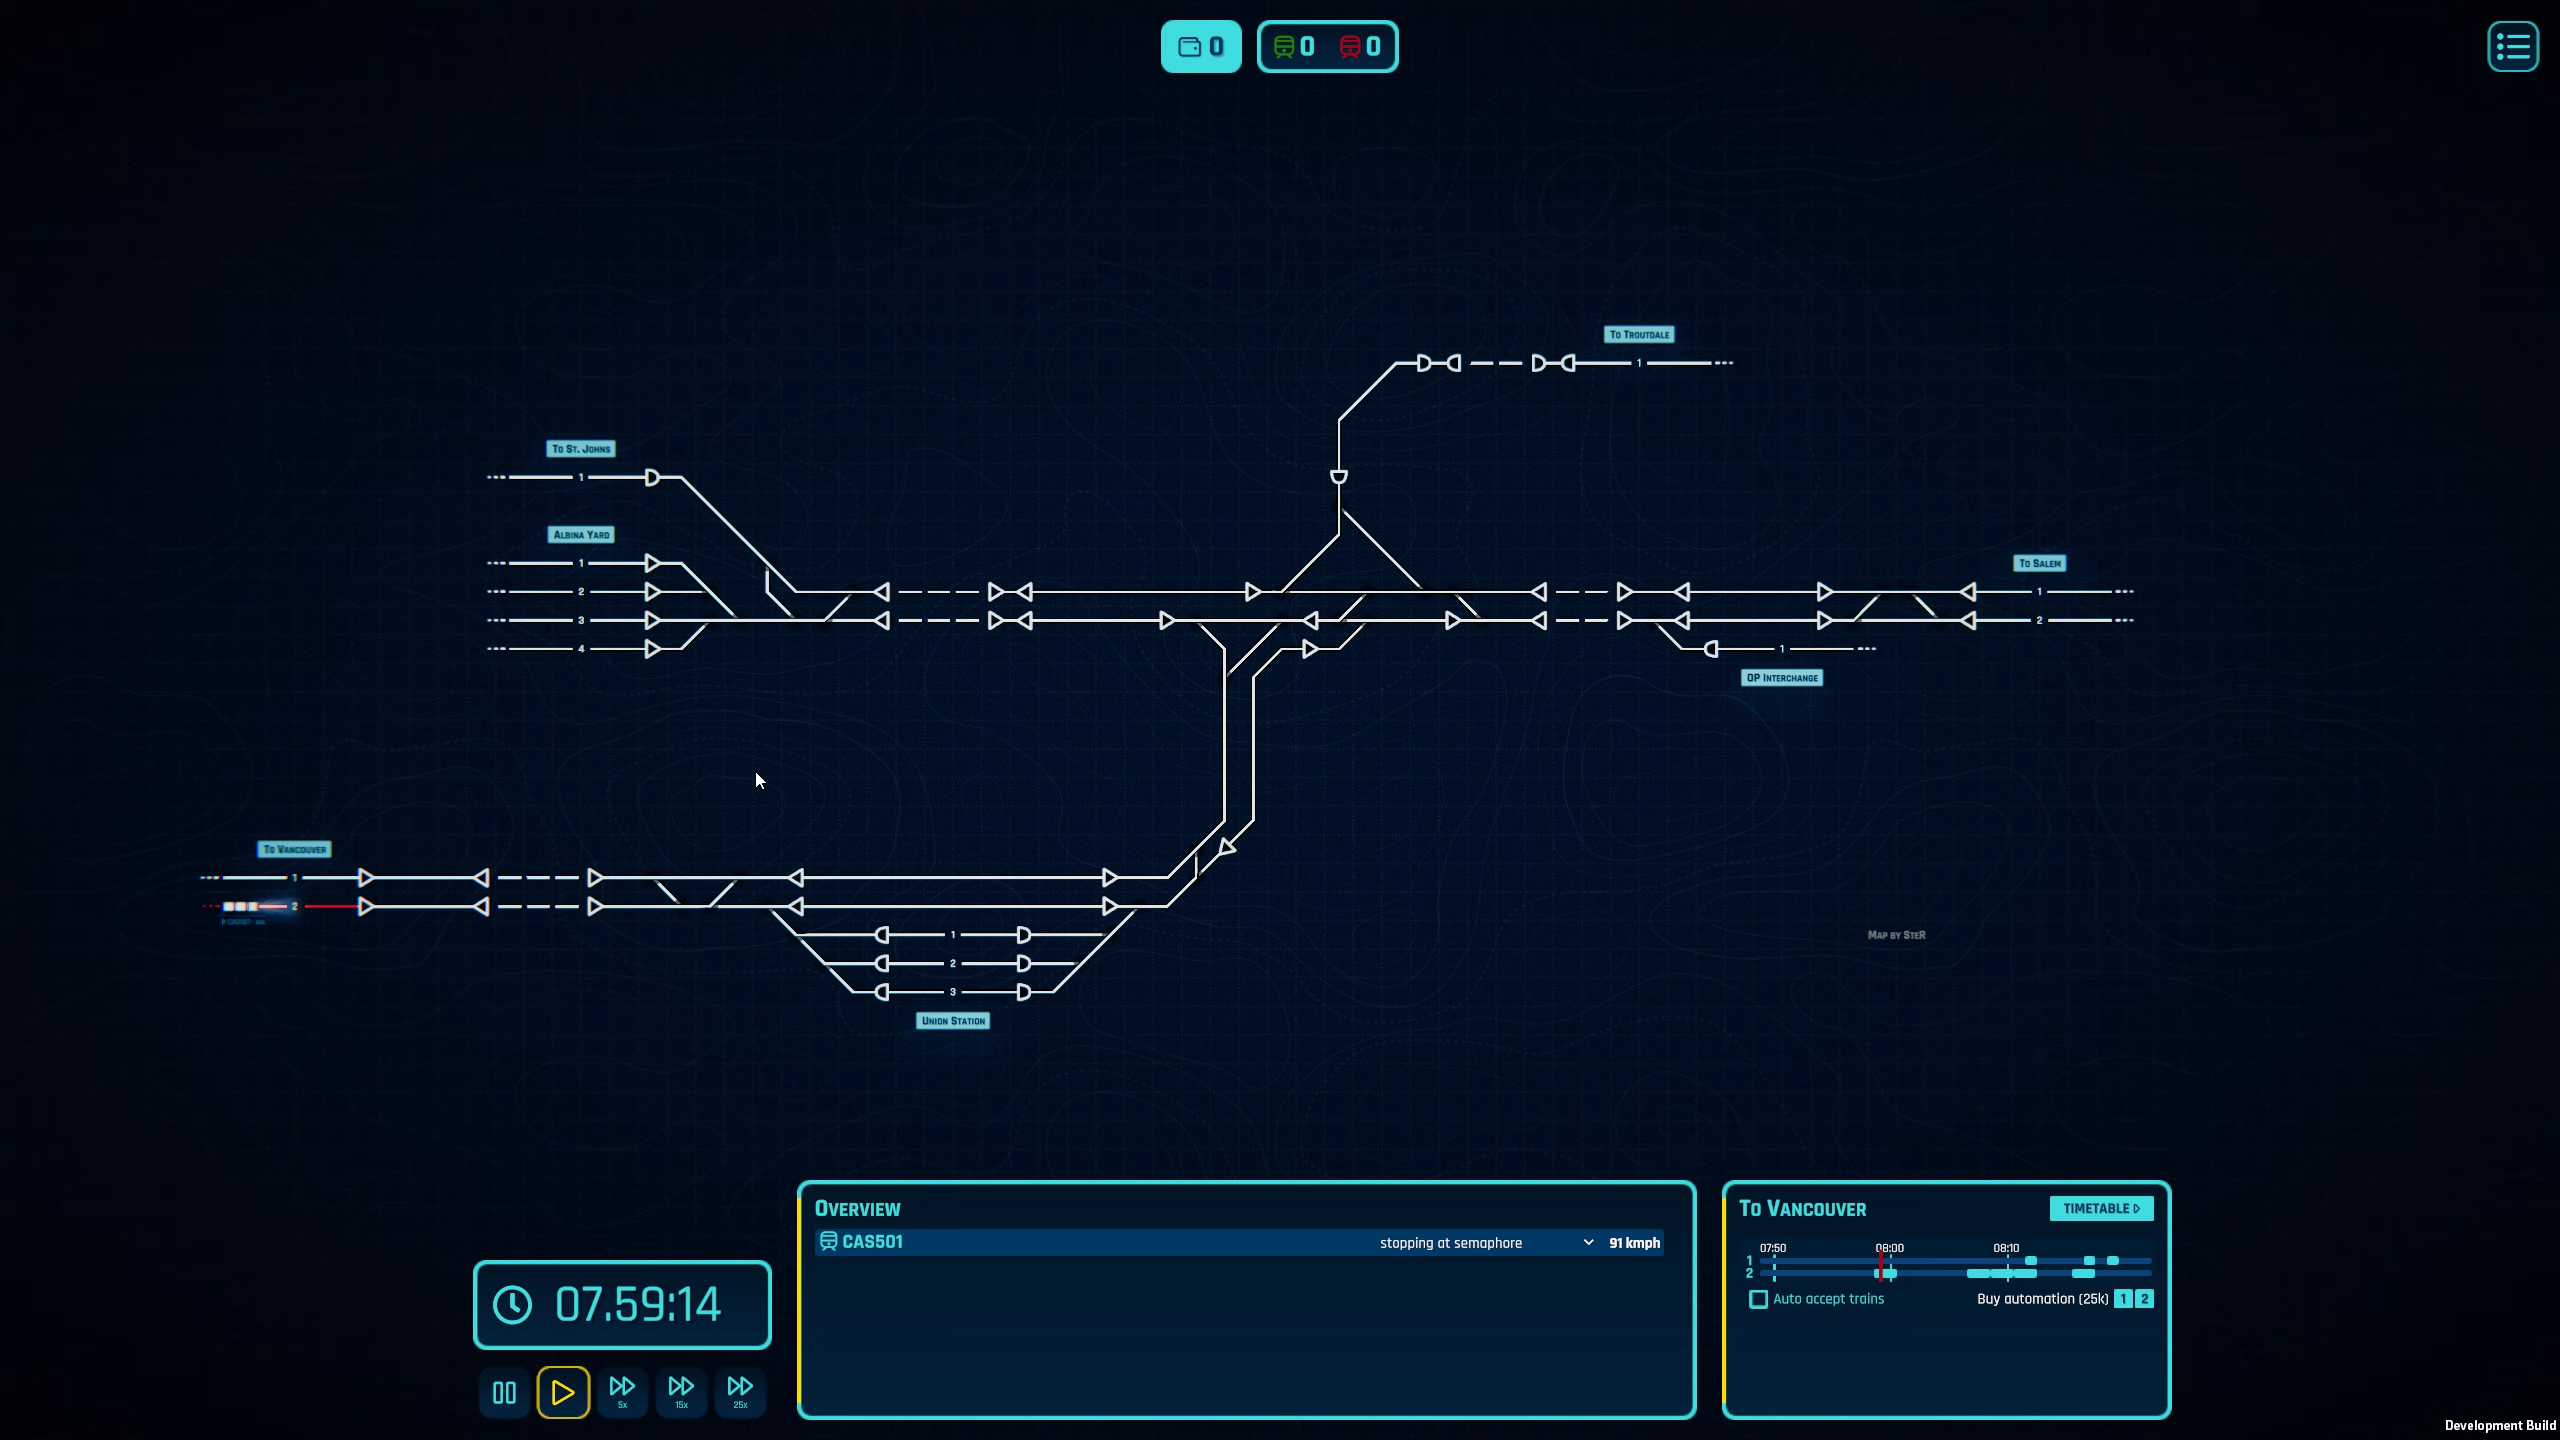 0 0 0
To Troutdale
1
To St. Johns
1
Albina Yard
1
2
3
4
To Salem
1
2
1
OP Interchange
To Vancouver
1
2
1
2
3
Union Station
Map by SteR
07.59:14
5x 15x 25x
Overview
CAS501 stopping at semaphore 91 kmph
To Vancouver TIMETABLE
07:50 08:00 08:10
1
2
Auto accept trains Buy automation (25k) 1 2
Development Build